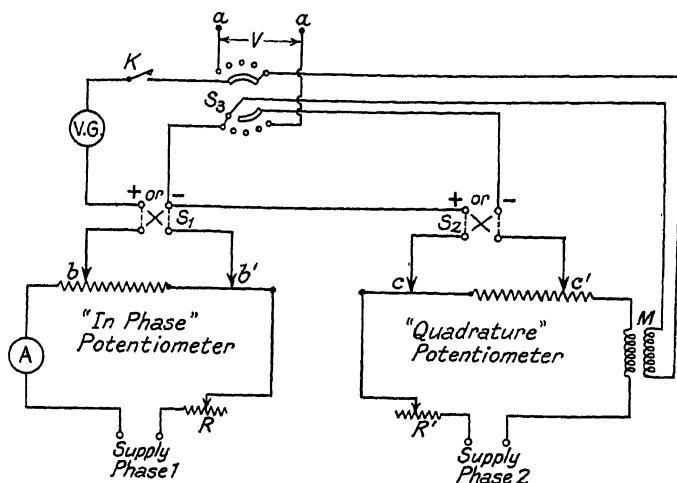 a a
V
K
S3
V.G.
+ or -
S1
+ or -
S2
b b'
c c'
"In Phase"
Potentiometer
"Quadrature"
Potentiometer
M
A
R
R'
Supply
Phase 1
Supply
Phase 2